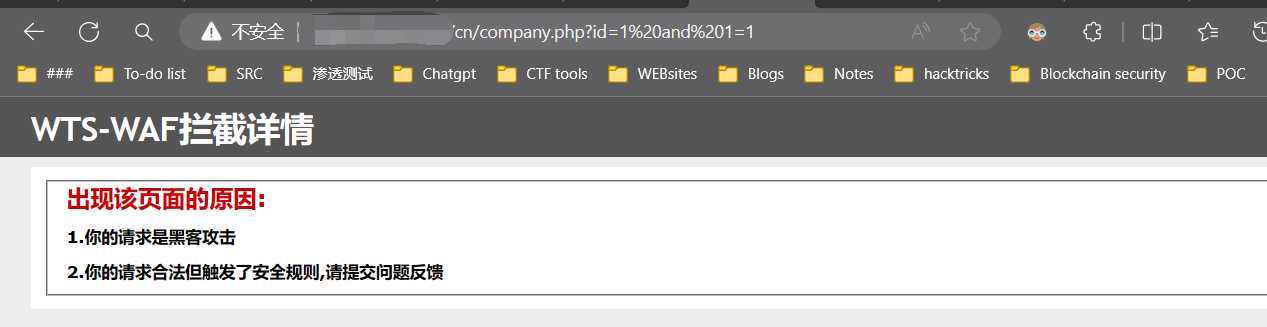 不安全 /cn/company.php?id=1%20and%201=1
### To-do list SRC 渗透测试 Chatgpt CTF tools WEBsites Blogs Notes hacktricks Blockchain security POC
WTS-WAF拦截详情
出现该页面的原因:
1.你的请求是黑客攻击
2.你的请求合法但触发了安全规则,请提交问题反馈